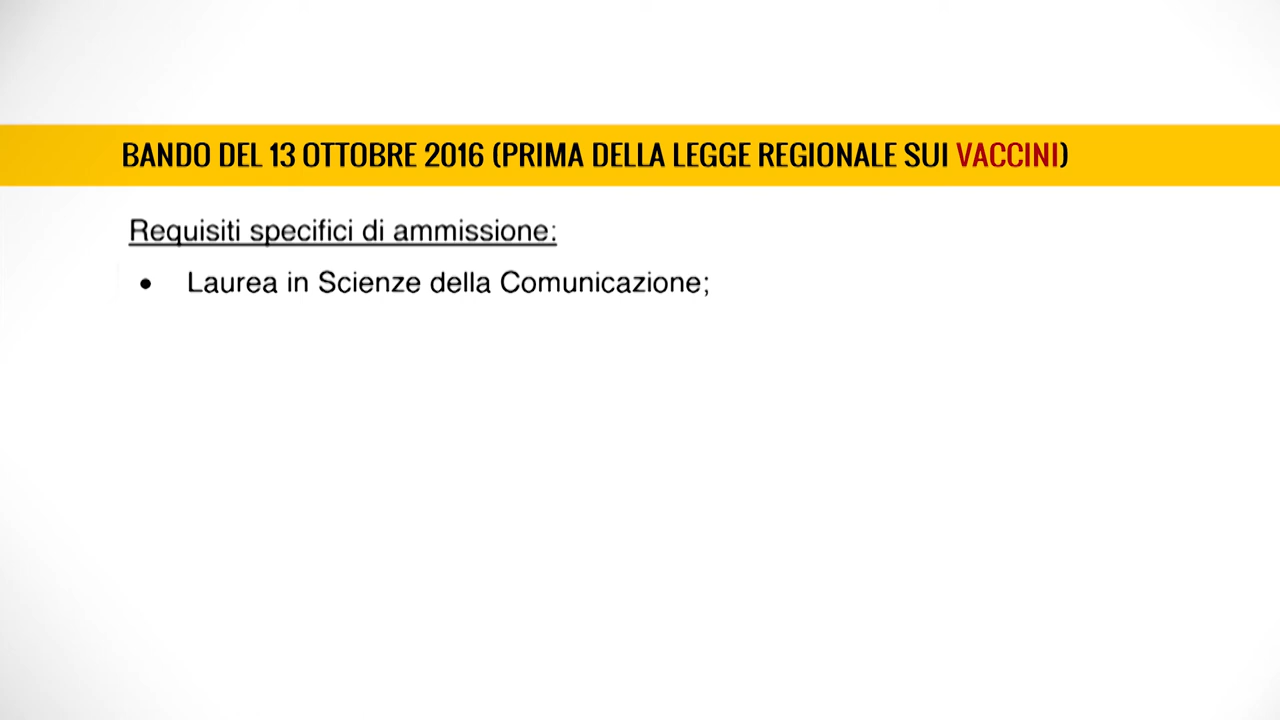 BANDO DEL 13 OTTOBRE 2016 (PRIMA DELLA LEGGE REGIONALE SUI VACCINI)
Requisiti specifici di ammissione:
• Laurea in Scienze della Comunicazione;